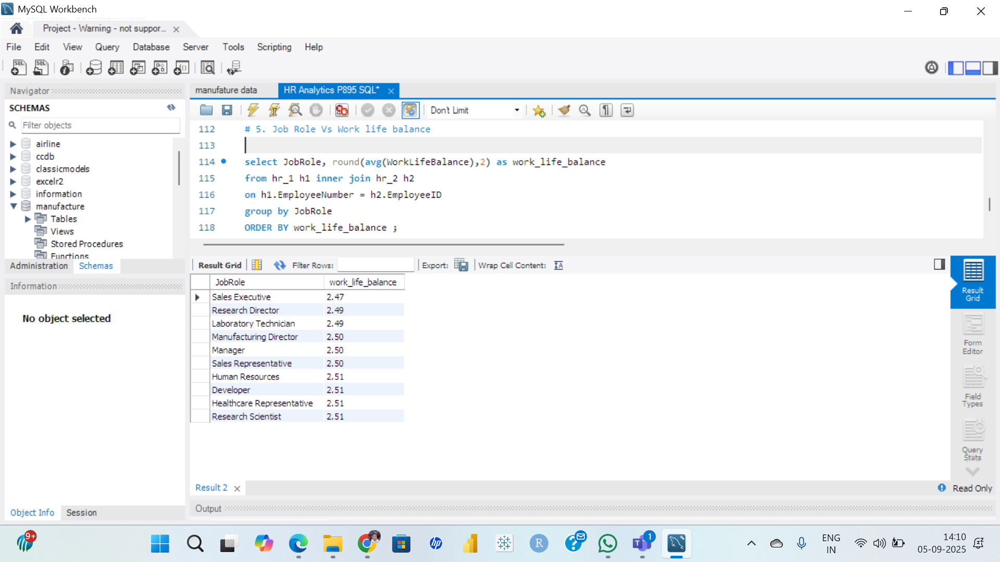 MySQL Workbench
Project - Warning - not suppor...
File Edit View Query Database Server Tools Scripting Help
SQL SQL
Navigator
SCHEMAS
Filter objects
airline
ccdb
classicmodels
excelr2
information
manufacture
Tables
Views
Stored Procedures
Functions
Administration Schemas
Information
No object selected
Object Info Session
manufature data HR Analytics P895 SQL*
Don't Limit
112 # 5. Job Role Vs Work life balance
113
114 select JobRole, round(avg(WorkLifeBalance),2) as work_life_balance
115 from hr_1 h1 inner join hr_2 h2
116 on h1.EmployeeNumber = h2.EmployeeID
117 group by JobRole
118 ORDER BY work_life_balance ;
Result Grid Filter Rows: Export: Wrap Cell Content:
JobRole work_life_balance
Sales Executive 2.47
Research Director 2.49
Laboratory Technician 2.49
Manufacturing Director 2.50
Manager 2.50
Sales Representative 2.50
Human Resources 2.51
Developer 2.51
Healthcare Representative 2.51
Research Scientist 2.51
Result
Grid
Form
Editor
Field
Types
Query
Stats
Result 2
Read Only
Output
9+
hp
R
1
ENG
IN
14:10
05-09-2025